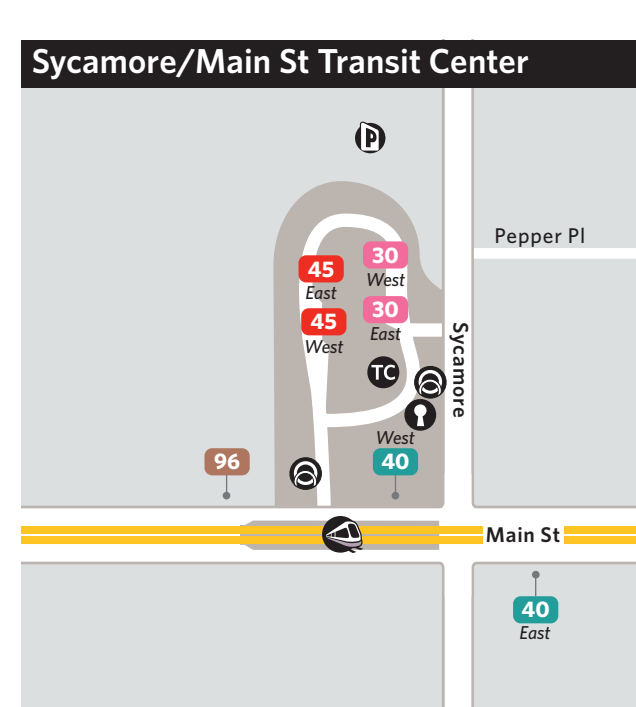 Sycamore/Main St Transit Center
P
Pepper Pl
30
West
45
East
30
East
45
West
Sycamore
TC
West
40
96
Main St
40
East